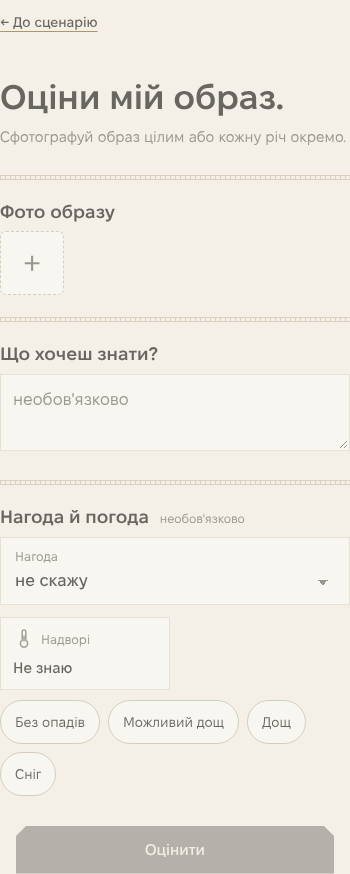 ← До сценарію
Оціни мій образ.
Сфотографуй образ цілим або кожну річ окремо.
Фото образу
+
Що хочеш знати?
необов'язково
Нагода й погода необов'язково
Нагода
не скажу
Надворі
Не знаю
Без опадів Можливий дощ Дощ
Сніг
Оцінити